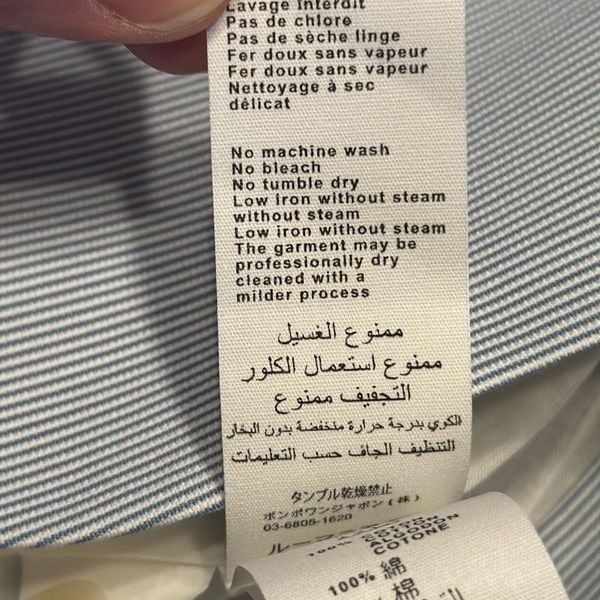 Lavage interdit
Pas de chlore
Pas de sèche linge
Fer doux sans vapeur
Fer doux sans vapeur
Nettoyage à sec
délicat
No machine wash
No bleach
No tumble dry
Low iron without steam
without steam
Low iron without steam
The garment may be
professionally dry
cleaned with a
milder process
ممنوع الغسيل
ممنوع استعمال الكلور
التجفيف ممنوع
الكوي بدرجة حرارة منخفضة بدون البخار
التنظيف الجاف حسب التعليمات
タンブル乾燥禁止
ボンポワンジャポン(株)
03-6805-1620
100% COTTON
ALGODON
COTONE
100% 綿
棉